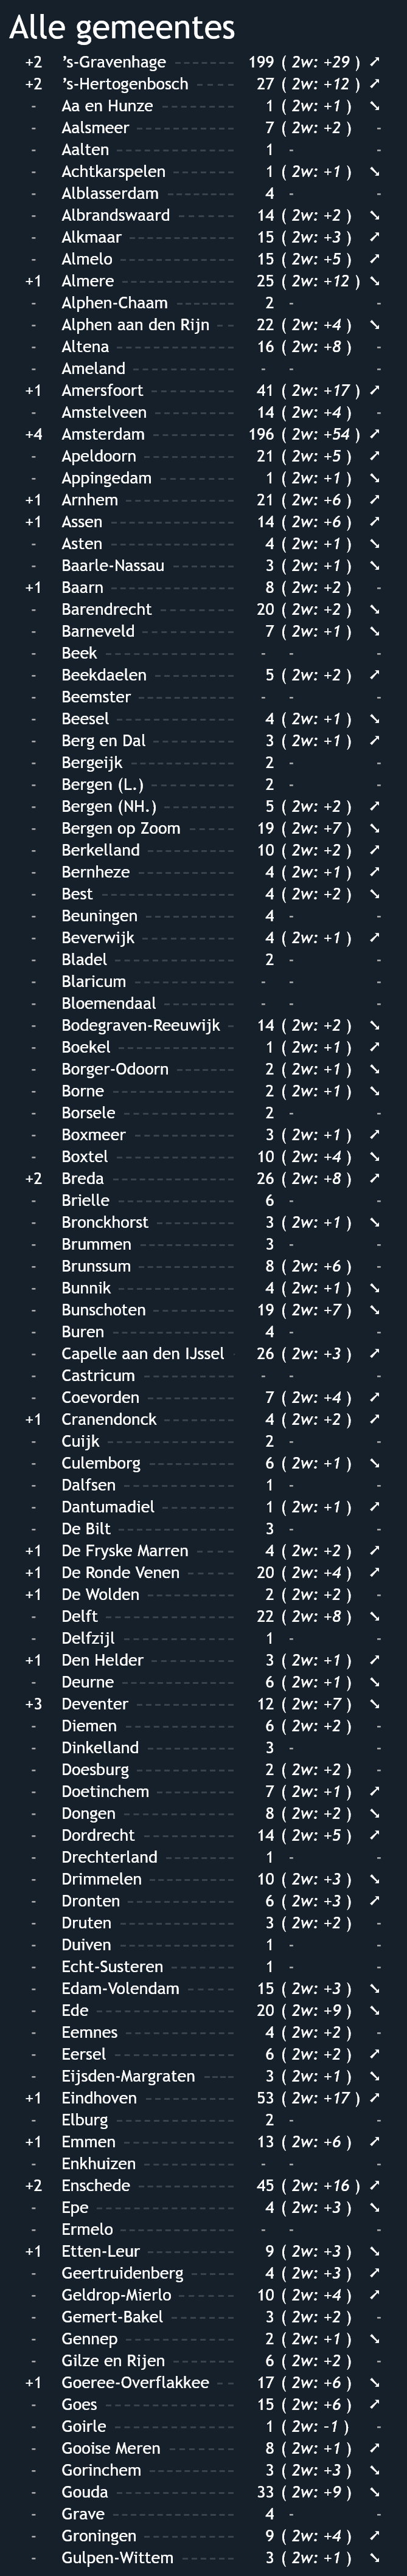 Alle gemeentes
+2 's-Gravenhage 199 ( 2w: +29 ) ➚
+2 's-Hertogenbosch 27 ( 2w: +12 ) ➚
- Aa en Hunze 1 ( 2w: +1 ) ➘
- Aalsmeer 7 ( 2w: +2 ) -
- Aalten 1 - -
- Achtkarspelen 1 ( 2w: +1 ) ➘
- Alblasserdam 4 - -
- Albrandswaard 14 ( 2w: +2 ) ➘
- Alkmaar 15 ( 2w: +3 ) ➚
- Almelo 15 ( 2w: +5 ) ➚
+1 Almere 25 ( 2w: +12 ) ➘
- Alphen-Chaam 2 - -
- Alphen aan den Rijn 22 ( 2w: +4 ) ➘
- Altena 16 ( 2w: +8 ) -
- Ameland - - -
+1 Amersfoort 41 ( 2w: +17 ) ➚
- Amstelveen 14 ( 2w: +4 ) -
+4 Amsterdam 196 ( 2w: +54 ) ➚
- Apeldoorn 21 ( 2w: +5 ) ➚
- Appingedam 1 ( 2w: +1 ) ➘
+1 Arnhem 21 ( 2w: +6 ) ➚
+1 Assen 14 ( 2w: +6 ) ➚
- Asten 4 ( 2w: +1 ) ➘
- Baarle-Nassau 3 ( 2w: +1 ) ➘
+1 Baarn 8 ( 2w: +2 ) -
- Barendrecht 20 ( 2w: +2 ) ➘
- Barneveld 7 ( 2w: +1 ) ➘
- Beek - - -
- Beekdaelen 5 ( 2w: +2 ) ➚
- Beemster - - -
- Beesel 4 ( 2w: +1 ) ➘
- Berg en Dal 3 ( 2w: +1 ) ➚
- Bergeijk 2 - -
- Bergen (L.) 2 - -
- Bergen (NH.) 5 ( 2w: +2 ) ➚
- Bergen op Zoom 19 ( 2w: +7 ) ➘
- Berkelland 10 ( 2w: +2 ) ➚
- Bernheze 4 ( 2w: +1 ) ➚
- Best 4 ( 2w: +2 ) ➘
- Beuningen 4 - -
- Beverwijk 4 ( 2w: +1 ) ➚
- Bladel 2 - -
- Blaricum - - -
- Bloemendaal - - -
- Bodegraven-Reeuwijk 14 ( 2w: +2 ) ➘
- Boekel 1 ( 2w: +1 ) ➚
- Borger-Odoorn 2 ( 2w: +1 ) ➘
- Borne 2 ( 2w: +1 ) ➘
- Borsele 2 - -
- Boxmeer 3 ( 2w: +1 ) ➚
- Boxtel 10 ( 2w: +4 ) ➘
+2 Breda 26 ( 2w: +8 ) ➚
- Brielle 6 - -
- Bronckhorst 3 ( 2w: +1 ) ➘
- Brummen 3 - -
- Brunssum 8 ( 2w: +6 ) -
- Bunnik 4 ( 2w: +1 ) ➘
- Bunschoten 19 ( 2w: +7 ) ➘
- Buren 4 - -
- Capelle aan den IJssel 26 ( 2w: +3 ) ➚
- Castricum - - -
- Coevorden 7 ( 2w: +4 ) ➚
+1 Cranendonck 4 ( 2w: +2 ) ➚
- Cuijk 2 - -
- Culemborg 6 ( 2w: +1 ) ➘
- Dalfsen 1 - -
- Dantumadiel 1 ( 2w: +1 ) ➚
- De Bilt 3 - -
+1 De Fryske Marren 4 ( 2w: +2 ) ➚
+1 De Ronde Venen 20 ( 2w: +4 ) ➚
+1 De Wolden 2 ( 2w: +2 ) -
- Delft 22 ( 2w: +8 ) ➘
- Delfzijl 1 - -
+1 Den Helder 3 ( 2w: +1 ) ➚
- Deurne 6 ( 2w: +1 ) ➘
+3 Deventer 12 ( 2w: +7 ) ➘
- Diemen 6 ( 2w: +2 ) -
- Dinkelland 3 - -
- Doesburg 2 ( 2w: +2 ) -
- Doetinchem 7 ( 2w: +1 ) ➚
- Dongen 8 ( 2w: +2 ) ➘
- Dordrecht 14 ( 2w: +5 ) ➚
- Drechterland 1 - -
- Drimmelen 10 ( 2w: +3 ) ➘
- Dronten 6 ( 2w: +3 ) ➚
- Druten 3 ( 2w: +2 ) -
- Duiven 1 - -
- Echt-Susteren 1 - -
- Edam-Volendam 15 ( 2w: +3 ) ➘
- Ede 20 ( 2w: +9 ) ➘
- Eemnes 4 ( 2w: +2 ) -
- Eersel 6 ( 2w: +2 ) ➚
- Eijsden-Margraten 3 ( 2w: +1 ) ➘
+1 Eindhoven 53 ( 2w: +17 ) ➚
- Elburg 2 - -
+1 Emmen 13 ( 2w: +6 ) ➚
- Enkhuizen - - -
+2 Enschede 45 ( 2w: +16 ) ➚
- Epe 4 ( 2w: +3 ) ➘
- Ermelo - - -
+1 Etten-Leur 9 ( 2w: +3 ) ➘
- Geertruidenberg 4 ( 2w: +3 ) ➚
- Geldrop-Mierlo 10 ( 2w: +4 ) ➚
- Gemert-Bakel 3 ( 2w: +2 ) -
- Gennep 2 ( 2w: +1 ) ➘
- Gilze en Rijen 6 ( 2w: +2 ) -
+1 Goeree-Overflakkee 17 ( 2w: +6 ) ➘
- Goes 15 ( 2w: +6 ) ➚
- Goirle 1 ( 2w: -1 ) -
- Gooise Meren 8 ( 2w: +1 ) ➚
- Gorinchem 3 ( 2w: +3 ) ➘
- Gouda 33 ( 2w: +9 ) ➘
- Grave 4 - -
- Groningen 9 ( 2w: +4 ) ➚
- Gulpen-Wittem 3 ( 2w: +1 ) ➘